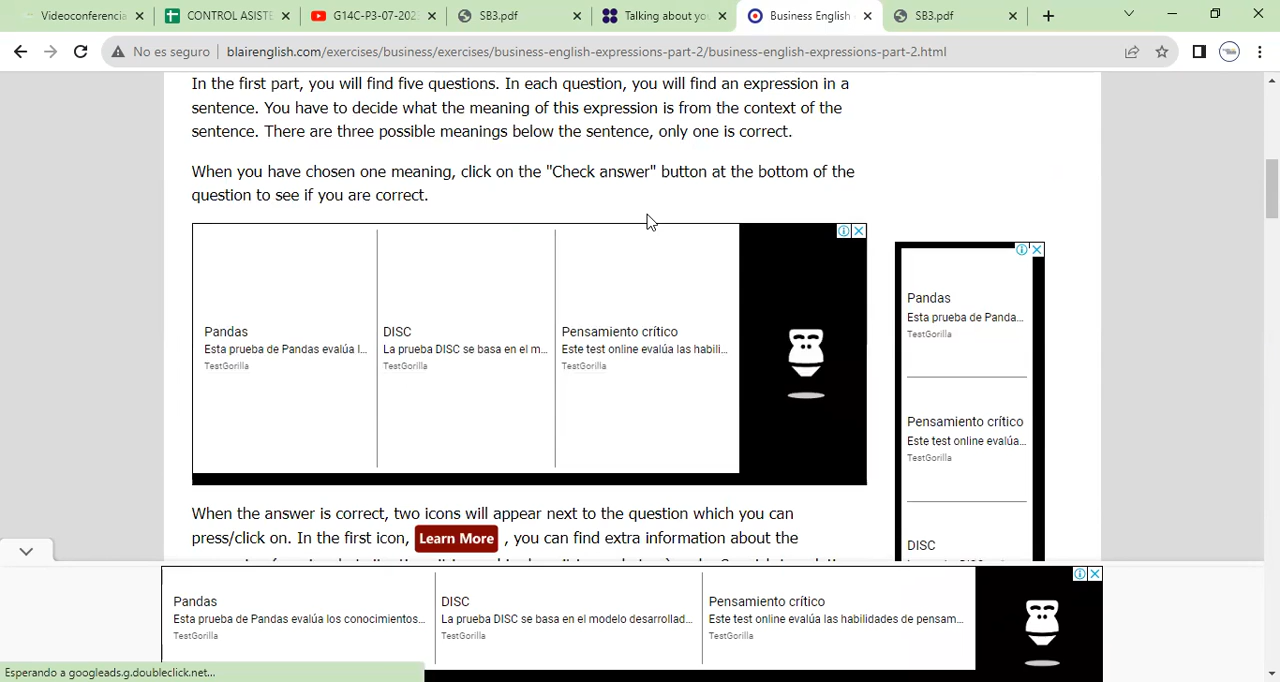 Videoconferencia
CONTROL ASISTE
G14C-P3-07-202
SB3.pdf
Talking about you
Business English
SB3.pdf
No es seguro
blairenglish.com/exercises/business/exercises/business-english-expressions-part-2/business-english-expressions-part-2.html
In the first part, you will find five questions. In each question, you will find an expression in a
sentence. You have to decide what the meaning of this expression is from the context of the
sentence. There are three possible meanings below the sentence, only one is correct.
When you have chosen one meaning, click on the "Check answer" button at the bottom of the
question to see if you are correct.
Pandas
Esta prueba de Pandas evalúa l...
TestGorilla
DISC
La prueba DISC se basa en el m...
TestGorilla
Pensamiento crítico
Este test online evalúa las habili...
TestGorilla
Pandas
Esta prueba de Panda...
TestGorilla
Pensamiento crítico
Este test online evalúa...
TestGorilla
DISC
When the answer is correct, two icons will appear next to the question which you can
press/click on. In the first icon, Learn More , you can find extra information about the
Pandas
Esta prueba de Pandas evalúa los conocimientos...
TestGorilla
DISC
La prueba DISC se basa en el modelo desarrollad...
TestGorilla
Pensamiento crítico
Este test online evalúa las habilidades de pensam...
TestGorilla
Esperando a googleads.g.doubleclick.net...